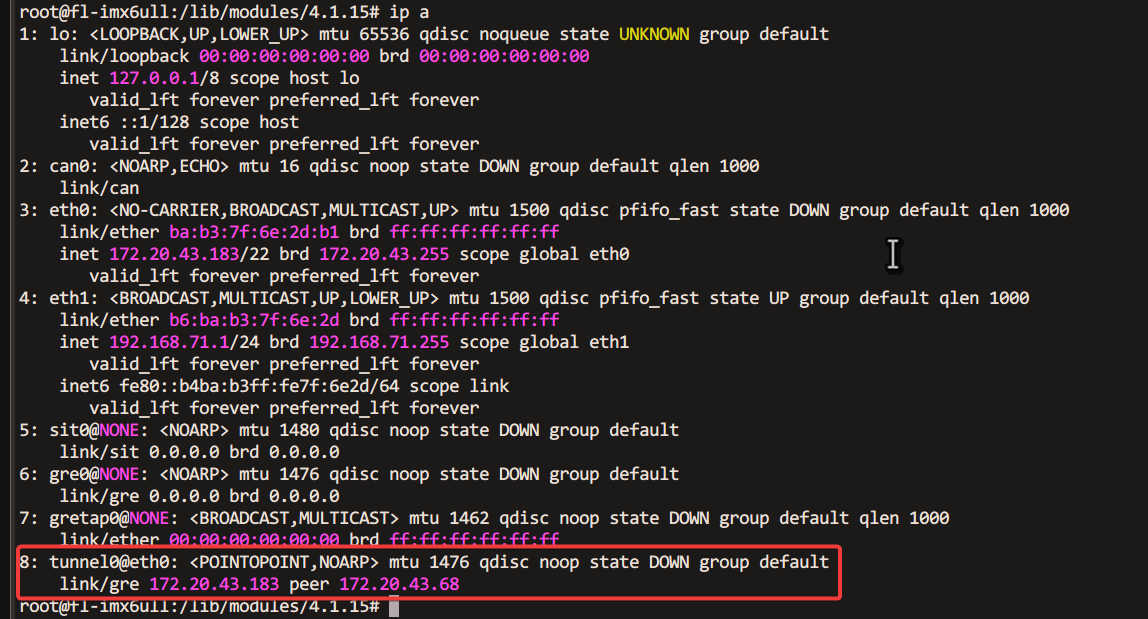 root@fl-imx6ull:/lib/modules/4.1.15# ip a
1: lo: <LOOPBACK,UP,LOWER_UP> mtu 65536 qdisc noqueue state UNKNOWN group default
link/loopback 00:00:00:00:00:00 brd 00:00:00:00:00:00
inet 127.0.0.1/8 scope host lo
valid_lft forever preferred_lft forever
inet6 ::1/128 scope host
valid_lft forever preferred_lft forever
2: can0: <NOARP,ECHO> mtu 16 qdisc noop state DOWN group default qlen 1000
link/can
3: eth0: <NO-CARRIER,BROADCAST,MULTICAST,UP> mtu 1500 qdisc pfifo_fast state DOWN group default qlen 1000
link/ether ba:b3:7f:6e:2d:b1 brd ff:ff:ff:ff:ff:ff
inet 172.20.43.183/22 brd 172.20.43.255 scope global eth0
valid_lft forever preferred_lft forever
4: eth1: <BROADCAST,MULTICAST,UP,LOWER_UP> mtu 1500 qdisc pfifo_fast state UP group default qlen 1000
link/ether b6:ba:b3:7f:6e:2d brd ff:ff:ff:ff:ff:ff
inet 192.168.71.1/24 brd 192.168.71.255 scope global eth1
valid_lft forever preferred_lft forever
inet6 fe80::b4ba:b3ff:fe7f:6e2d/64 scope link
valid_lft forever preferred_lft forever
5: sit0@NONE: <NOARP> mtu 1480 qdisc noop state DOWN group default
link/sit 0.0.0.0 brd 0.0.0.0
6: gre0@NONE: <NOARP> mtu 1476 qdisc noop state DOWN group default
link/gre 0.0.0.0 brd 0.0.0.0
7: gretap0@NONE: <BROADCAST,MULTICAST> mtu 1462 qdisc noop state DOWN group default qlen 1000
link/ether 00:00:00:00:00:00 brd ff:ff:ff:ff:ff:ff
8: tunnel0@eth0: <POINTOPOINT,NOARP> mtu 1476 qdisc noop state DOWN group default
link/gre 172.20.43.183 peer 172.20.43.68
root@fl-imx6ull:/lib/modules/4.1.15#